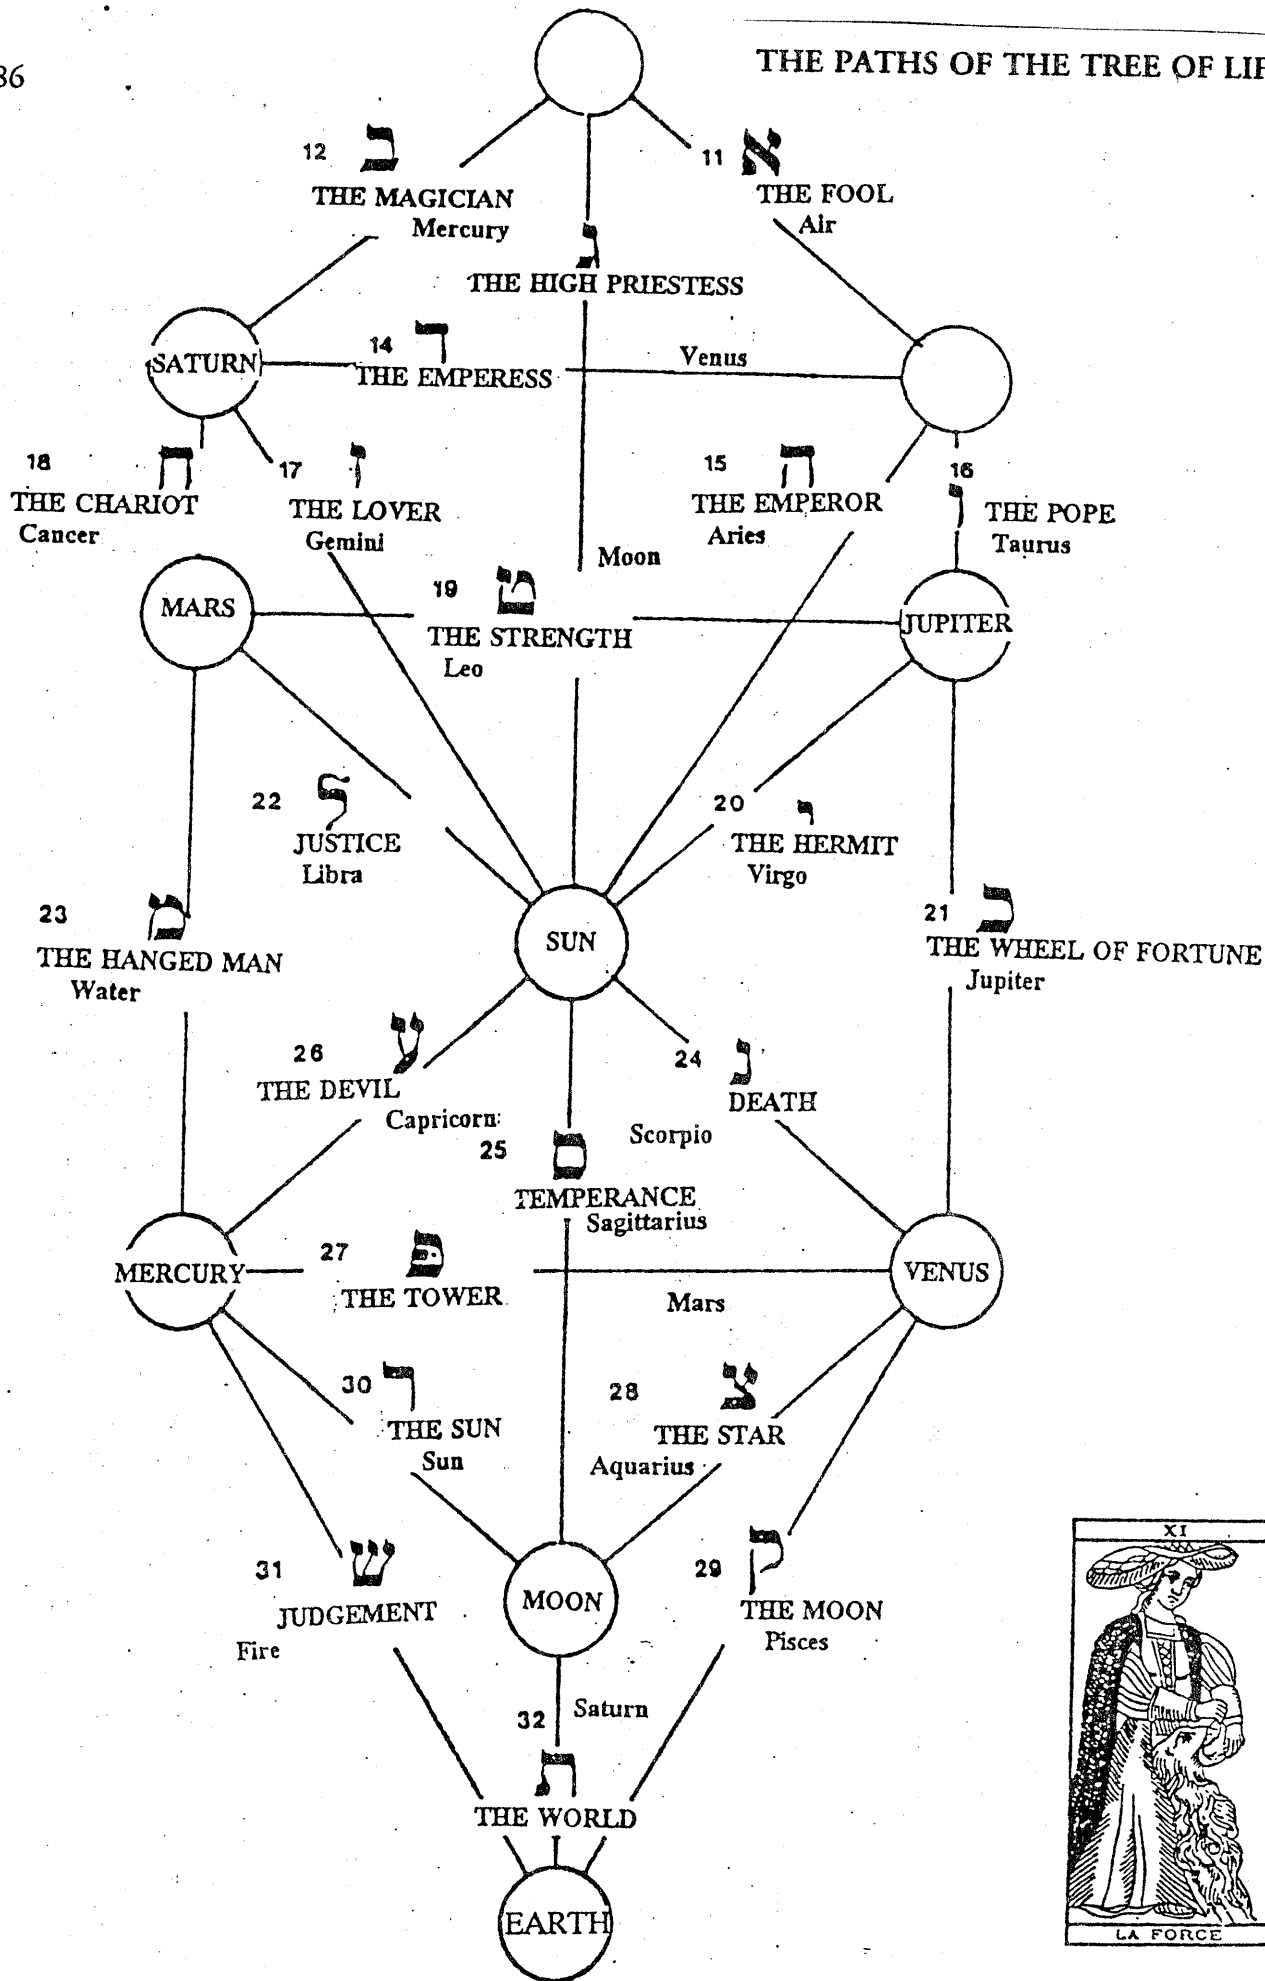 86
THE PATHS OF THE TREE OF LIF
12 כ
THE MAGICIAN
Mercury
11 א
THE FOOL
Air
ג
THE HIGH PRIESTESS
SATURN
14 ד
THE EMPERESS
Venus
18 ח
THE CHARIOT
Cancer
17 ו
THE LOVER
Gemini
15 ח
THE EMPEROR
Aries
16
ו
THE POPE
Taurus
Moon
MARS
19 ט
THE STRENGTH
Leo
JUPITER
22 ל
JUSTICE
Libra
20 י
THE HERMIT
Virgo
23 מ
THE HANGED MAN
Water
SUN
21 כ
THE WHEEL OF FORTUNE
Jupiter
26 ע
THE DEVIL
Capricorn
24 נ
DEATH
Scorpio
25 ם
TEMPERANCE
Sagittarius
MERCURY
27 פּ
THE TOWER
Mars
VENUS
30 ר
THE SUN
Sun
28 צ
THE STAR
Aquarius
31 ש
JUDGEMENT
Fire
MOON
29 ק
THE MOON
Pisces
32
Saturn
ת
THE WORLD
EARTH
XI
LA FORCE